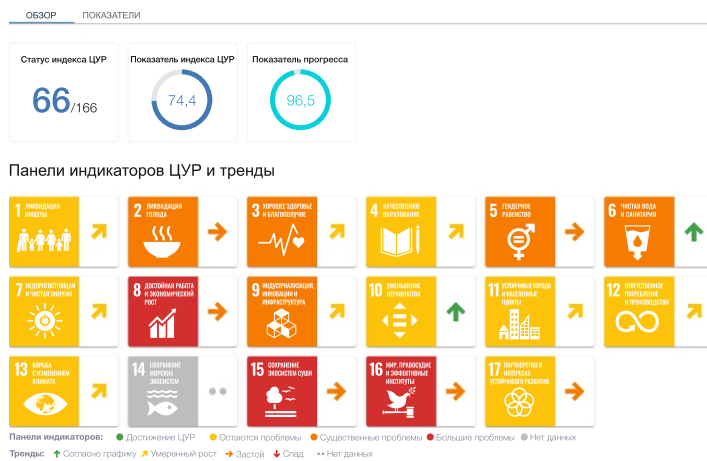 ОБЗОР ПОКАЗАТЕЛИ
Статус индекса ЦУР
66/166
Показатель индекса ЦУР
74,4
Показатель прогресса
96,5
Панели индикаторов ЦУР и тренды
1 ЛИКВИДАЦИЯ
НИЩЕТЫ
2 ЛИКВИДАЦИЯ
ГОЛОДА
3 ХОРОШЕЕ ЗДОРОВЬЕ
И БЛАГОПОЛУЧИЕ
4 КАЧЕСТВЕННОЕ
ОБРАЗОВАНИЕ
5 ГЕНДЕРНОЕ
РАВЕНСТВО
6 ЧИСТАЯ ВОДА
И САНИТАРИЯ
7 НЕДОРОГОСТОЯЩАЯ
И ЧИСТАЯ ЭНЕРГИЯ
8 ДОСТОЙНАЯ РАБОТА
И ЭКОНОМИЧЕСКИЙ
РОСТ
9 ИНДУСТРИАЛИЗАЦИЯ,
ИННОВАЦИИ И
ИНФРАСТРУКТУРА
10 УМЕНЬШЕНИЕ
НЕРАВЕНСТВА
11 УСТОЙЧИВЫЕ ГОРОДА
И НАСЕЛЕННЫЕ
ПУНКТЫ
12 ОТВЕТСТВЕННОЕ
ПОТРЕБЛЕНИЕ
И ПРОИЗВОДСТВО
13 БОРЬБА
С ИЗМЕНЕНИЕМ
КЛИМАТА
14 СОХРАНЕНИЕ
МОРСКИХ
ЭКОСИСТЕМ
15 СОХРАНЕНИЕ
ЭКОСИСТЕМ СУШИ
16 МИР, ПРАВОСУДИЕ
И ЭФФЕКТИВНЫЕ
ИНСТИТУТЫ
17 ПАРТНЕРСТВО В
ИНТЕРЕСАХ
УСТОЙЧИВОГО РАЗВИТИЯ
Панели индикаторов: Достижение ЦУР Остаются проблемы Существенные проблемы Большие проблемы Нет данных
Тренды: Согласно графику Умеренный рост Застой Спад Нет данных